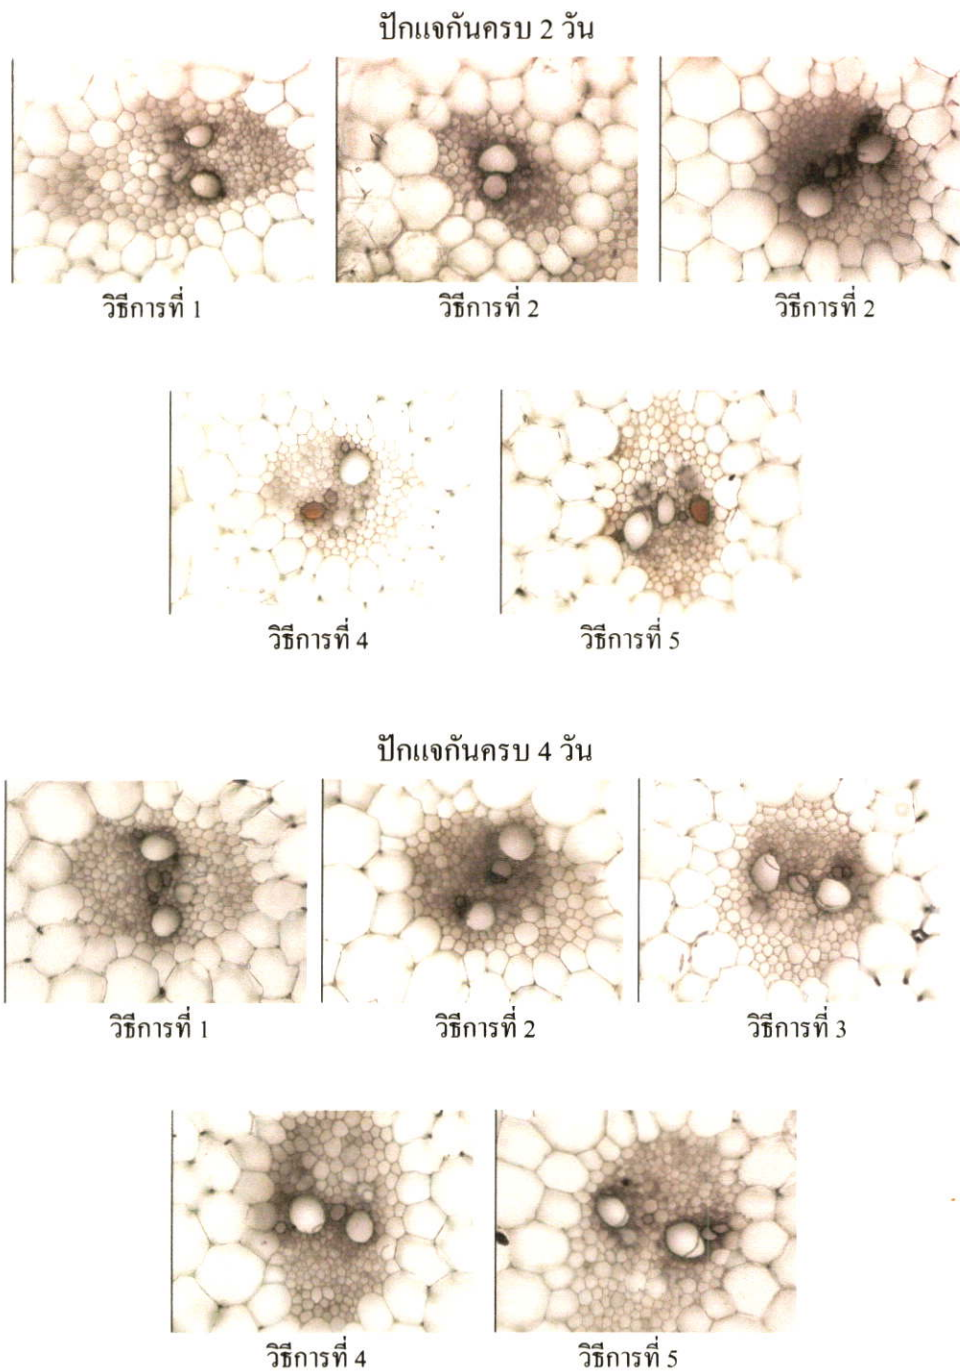 ปักแจกันครบ 2 วัน
วิธีการที่ 1 วิธีการที่ 2 วิธีการที่ 2
วิธีการที่ 4 วิธีการที่ 5
ปักแจกันครบ 4 วัน
วิธีการที่ 1 วิธีการที่ 2 วิธีการที่ 3
วิธีการที่ 4 วิธีการที่ 5